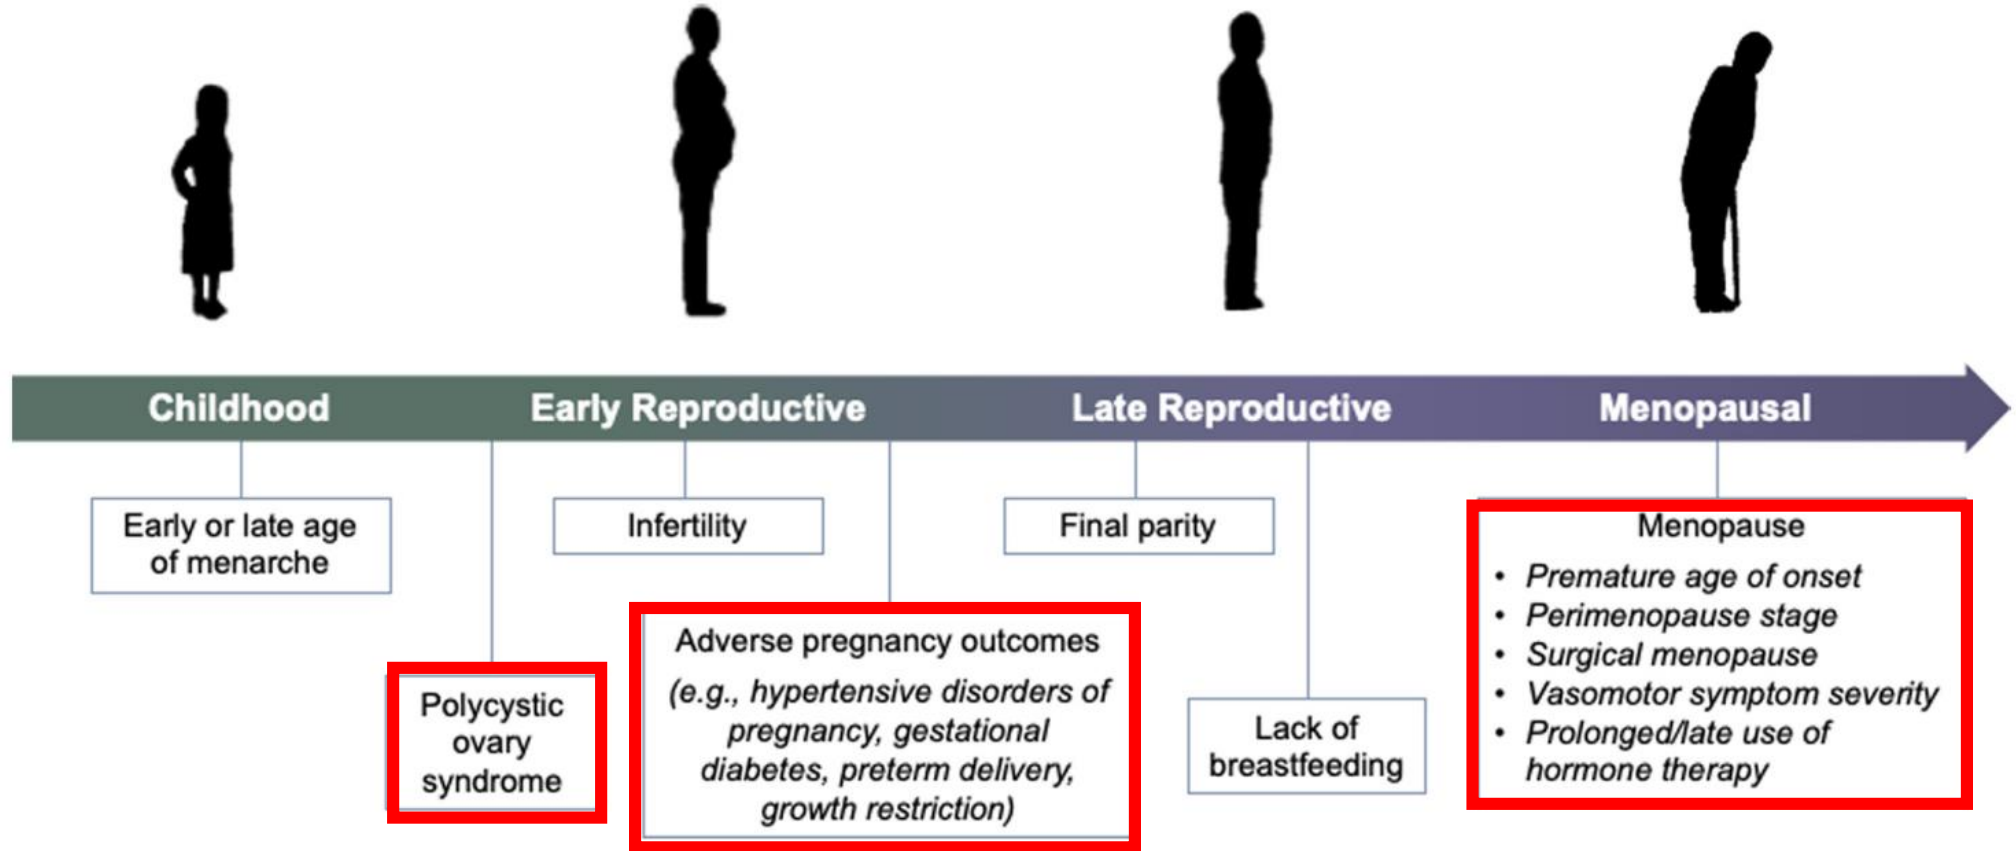 Childhood
Early Reproductive
Late Reproductive
Menopausal
Early or late age
of menarche
Infertility
Final parity
Menopause
• Premature age of onset
• Perimenopause stage
• Surgical menopause
• Vasomotor symptom severity
• Prolonged/late use of
hormone therapy
Adverse pregnancy outcomes
(e.g., hypertensive disorders of
pregnancy, gestational
diabetes, preterm delivery,
growth restriction)
Polycystic
ovary
syndrome
Lack of
breastfeeding